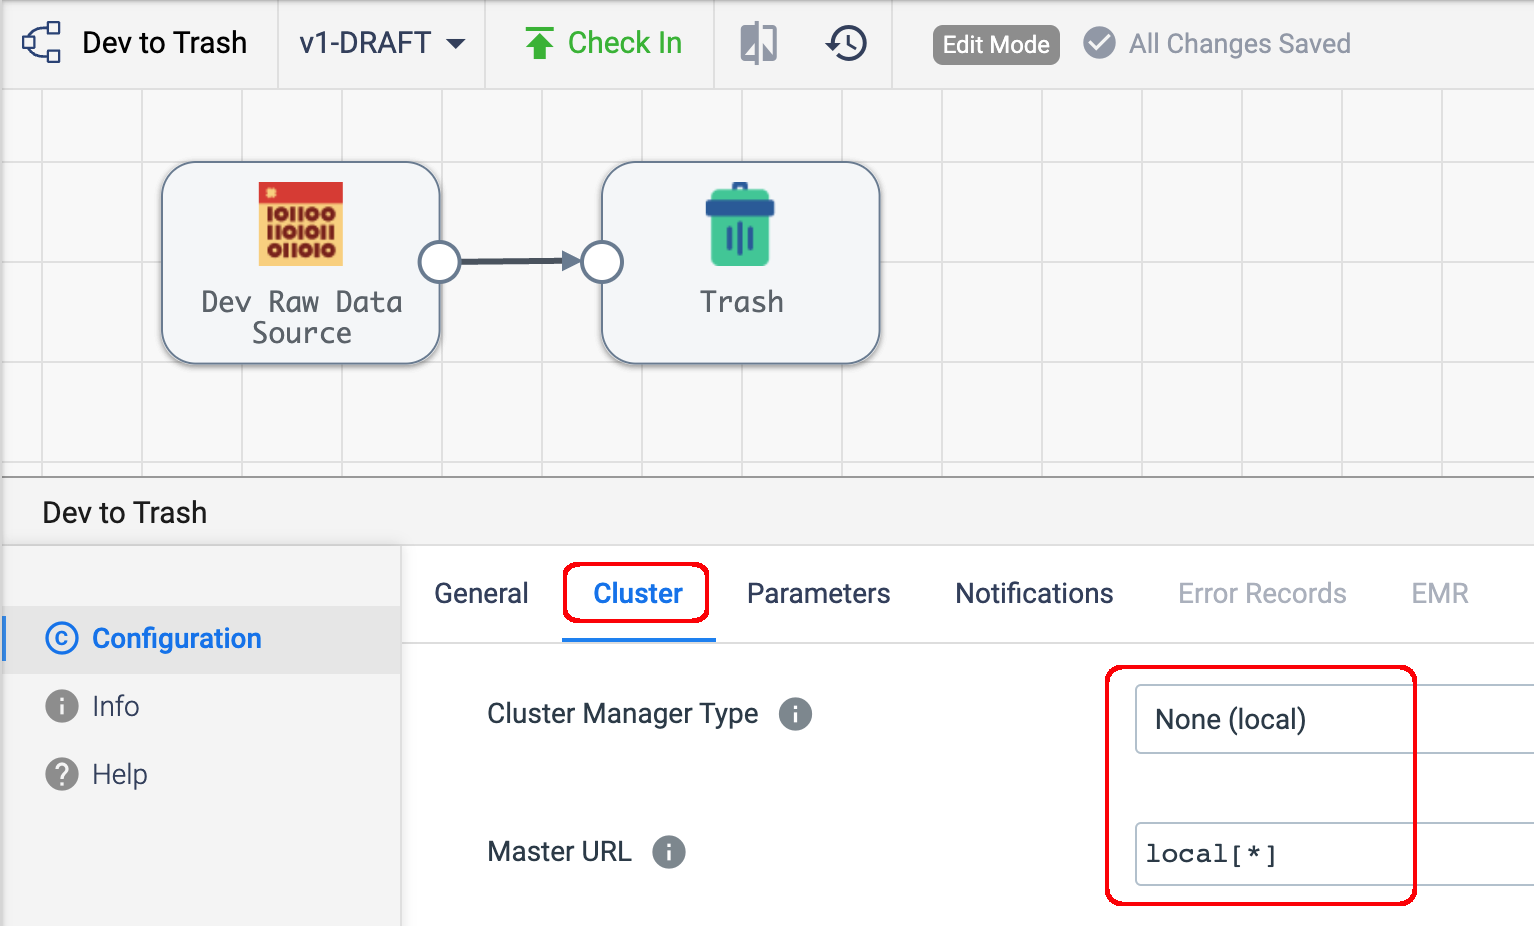 Dev to Trash
v1-DRAFT
Check In
Edit Mode
All Changes Saved
101100
1101011
011010
Dev Raw Data
Source
Trash
Dev to Trash
General
Cluster
Parameters
Notifications
Error Records
EMR
C Configuration
i Info
? Help
Cluster Manager Type i
None (local)
Master URL i
local[*]